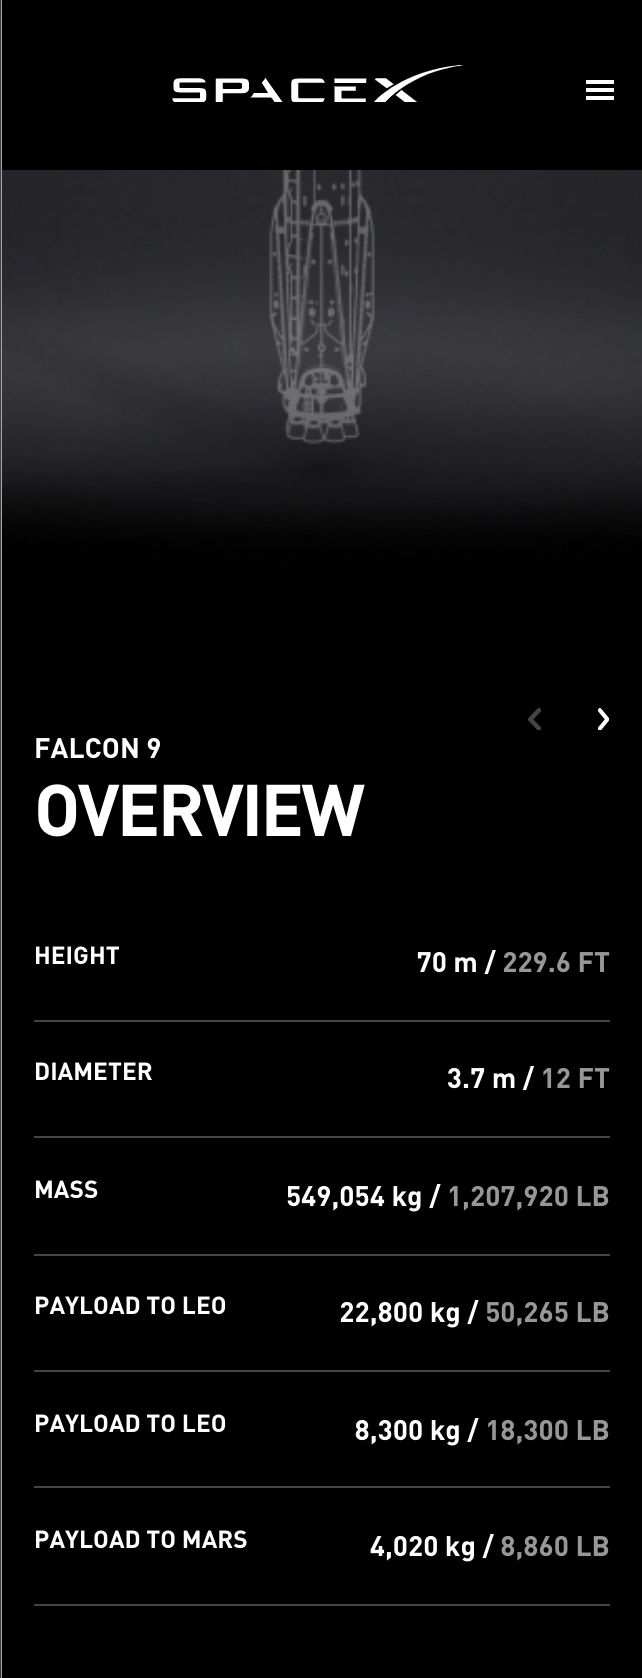 SPACEX
FALCON 9
OVERVIEW
HEIGHT 70 m / 229.6 FT
DIAMETER 3.7 m / 12 FT
MASS 549,054 kg / 1,207,920 LB
PAYLOAD TO LEO 22,800 kg / 50,265 LB
PAYLOAD TO LEO 8,300 kg / 18,300 LB
PAYLOAD TO MARS 4,020 kg / 8,860 LB